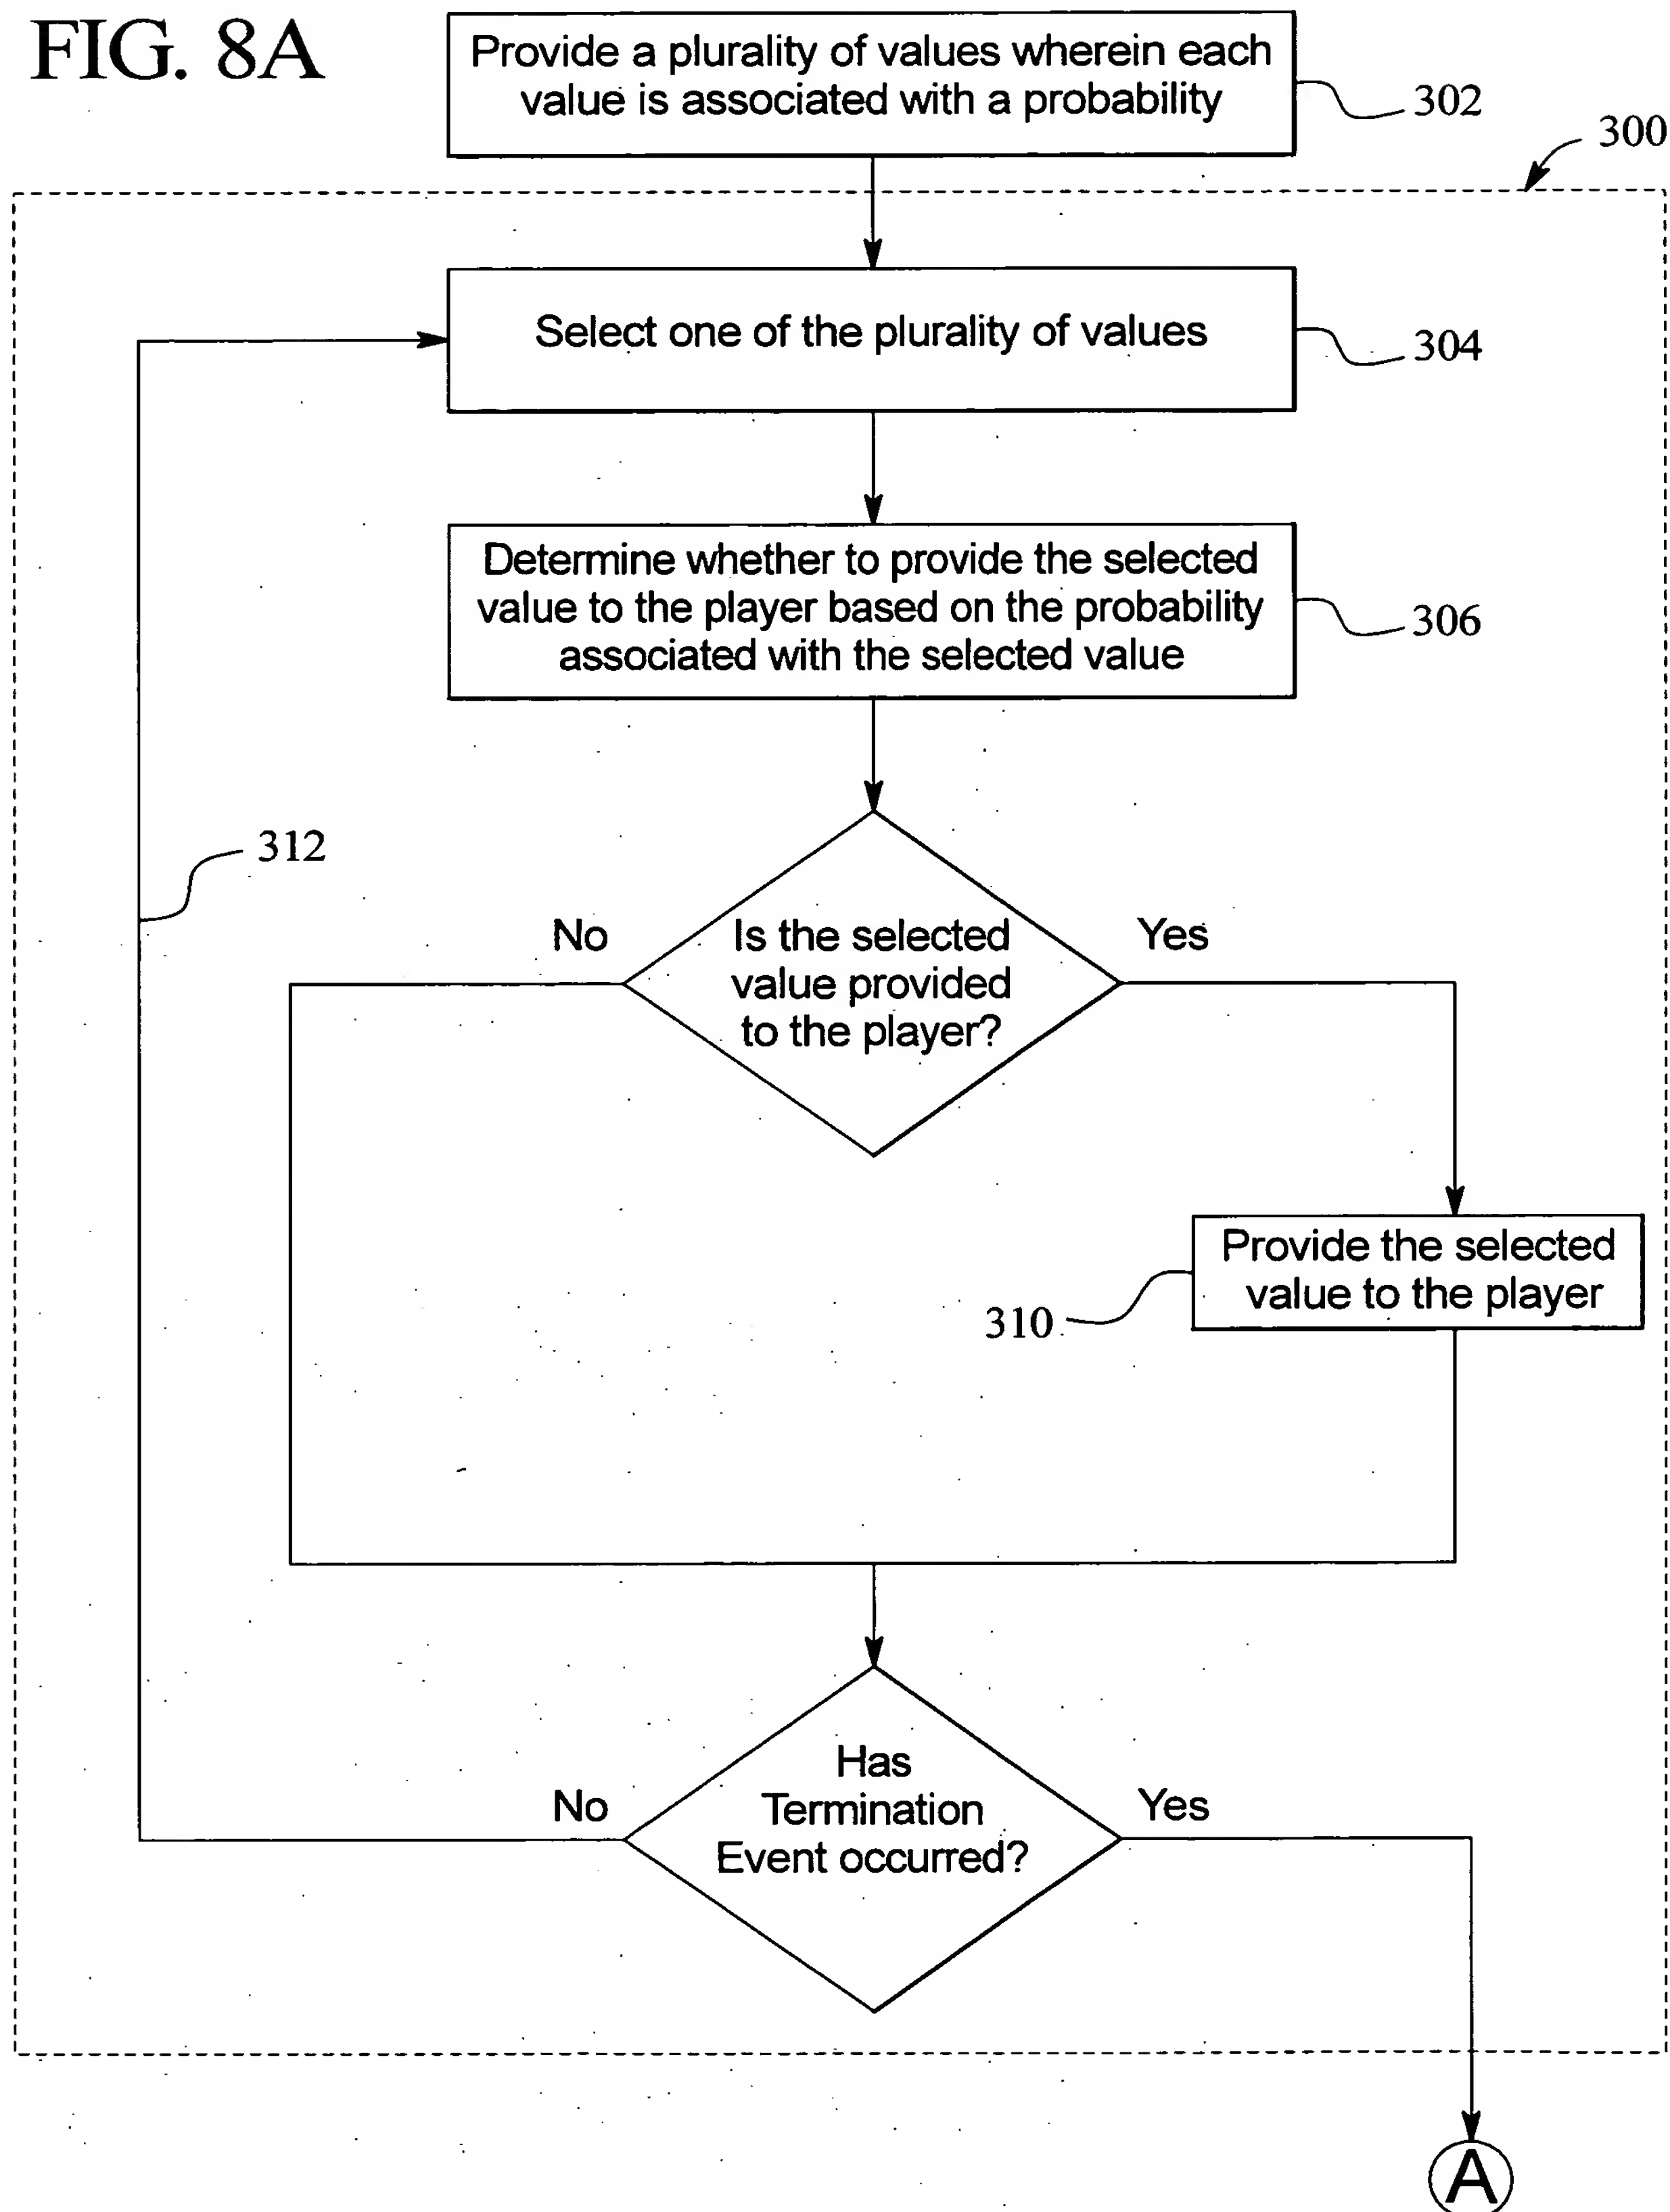 FIG. 8A
Provide a plurality of values wherein each
value is associated with a probability
302
300
Select one of the plurality of values
304
Determine whether to provide the selected
value to the player based on the probability
associated with the selected value
306
312
No
Is the selected
value provided
to the player?
Yes
Provide the selected
value to the player
310
No
Has
Termination
Event occurred?
Yes
A